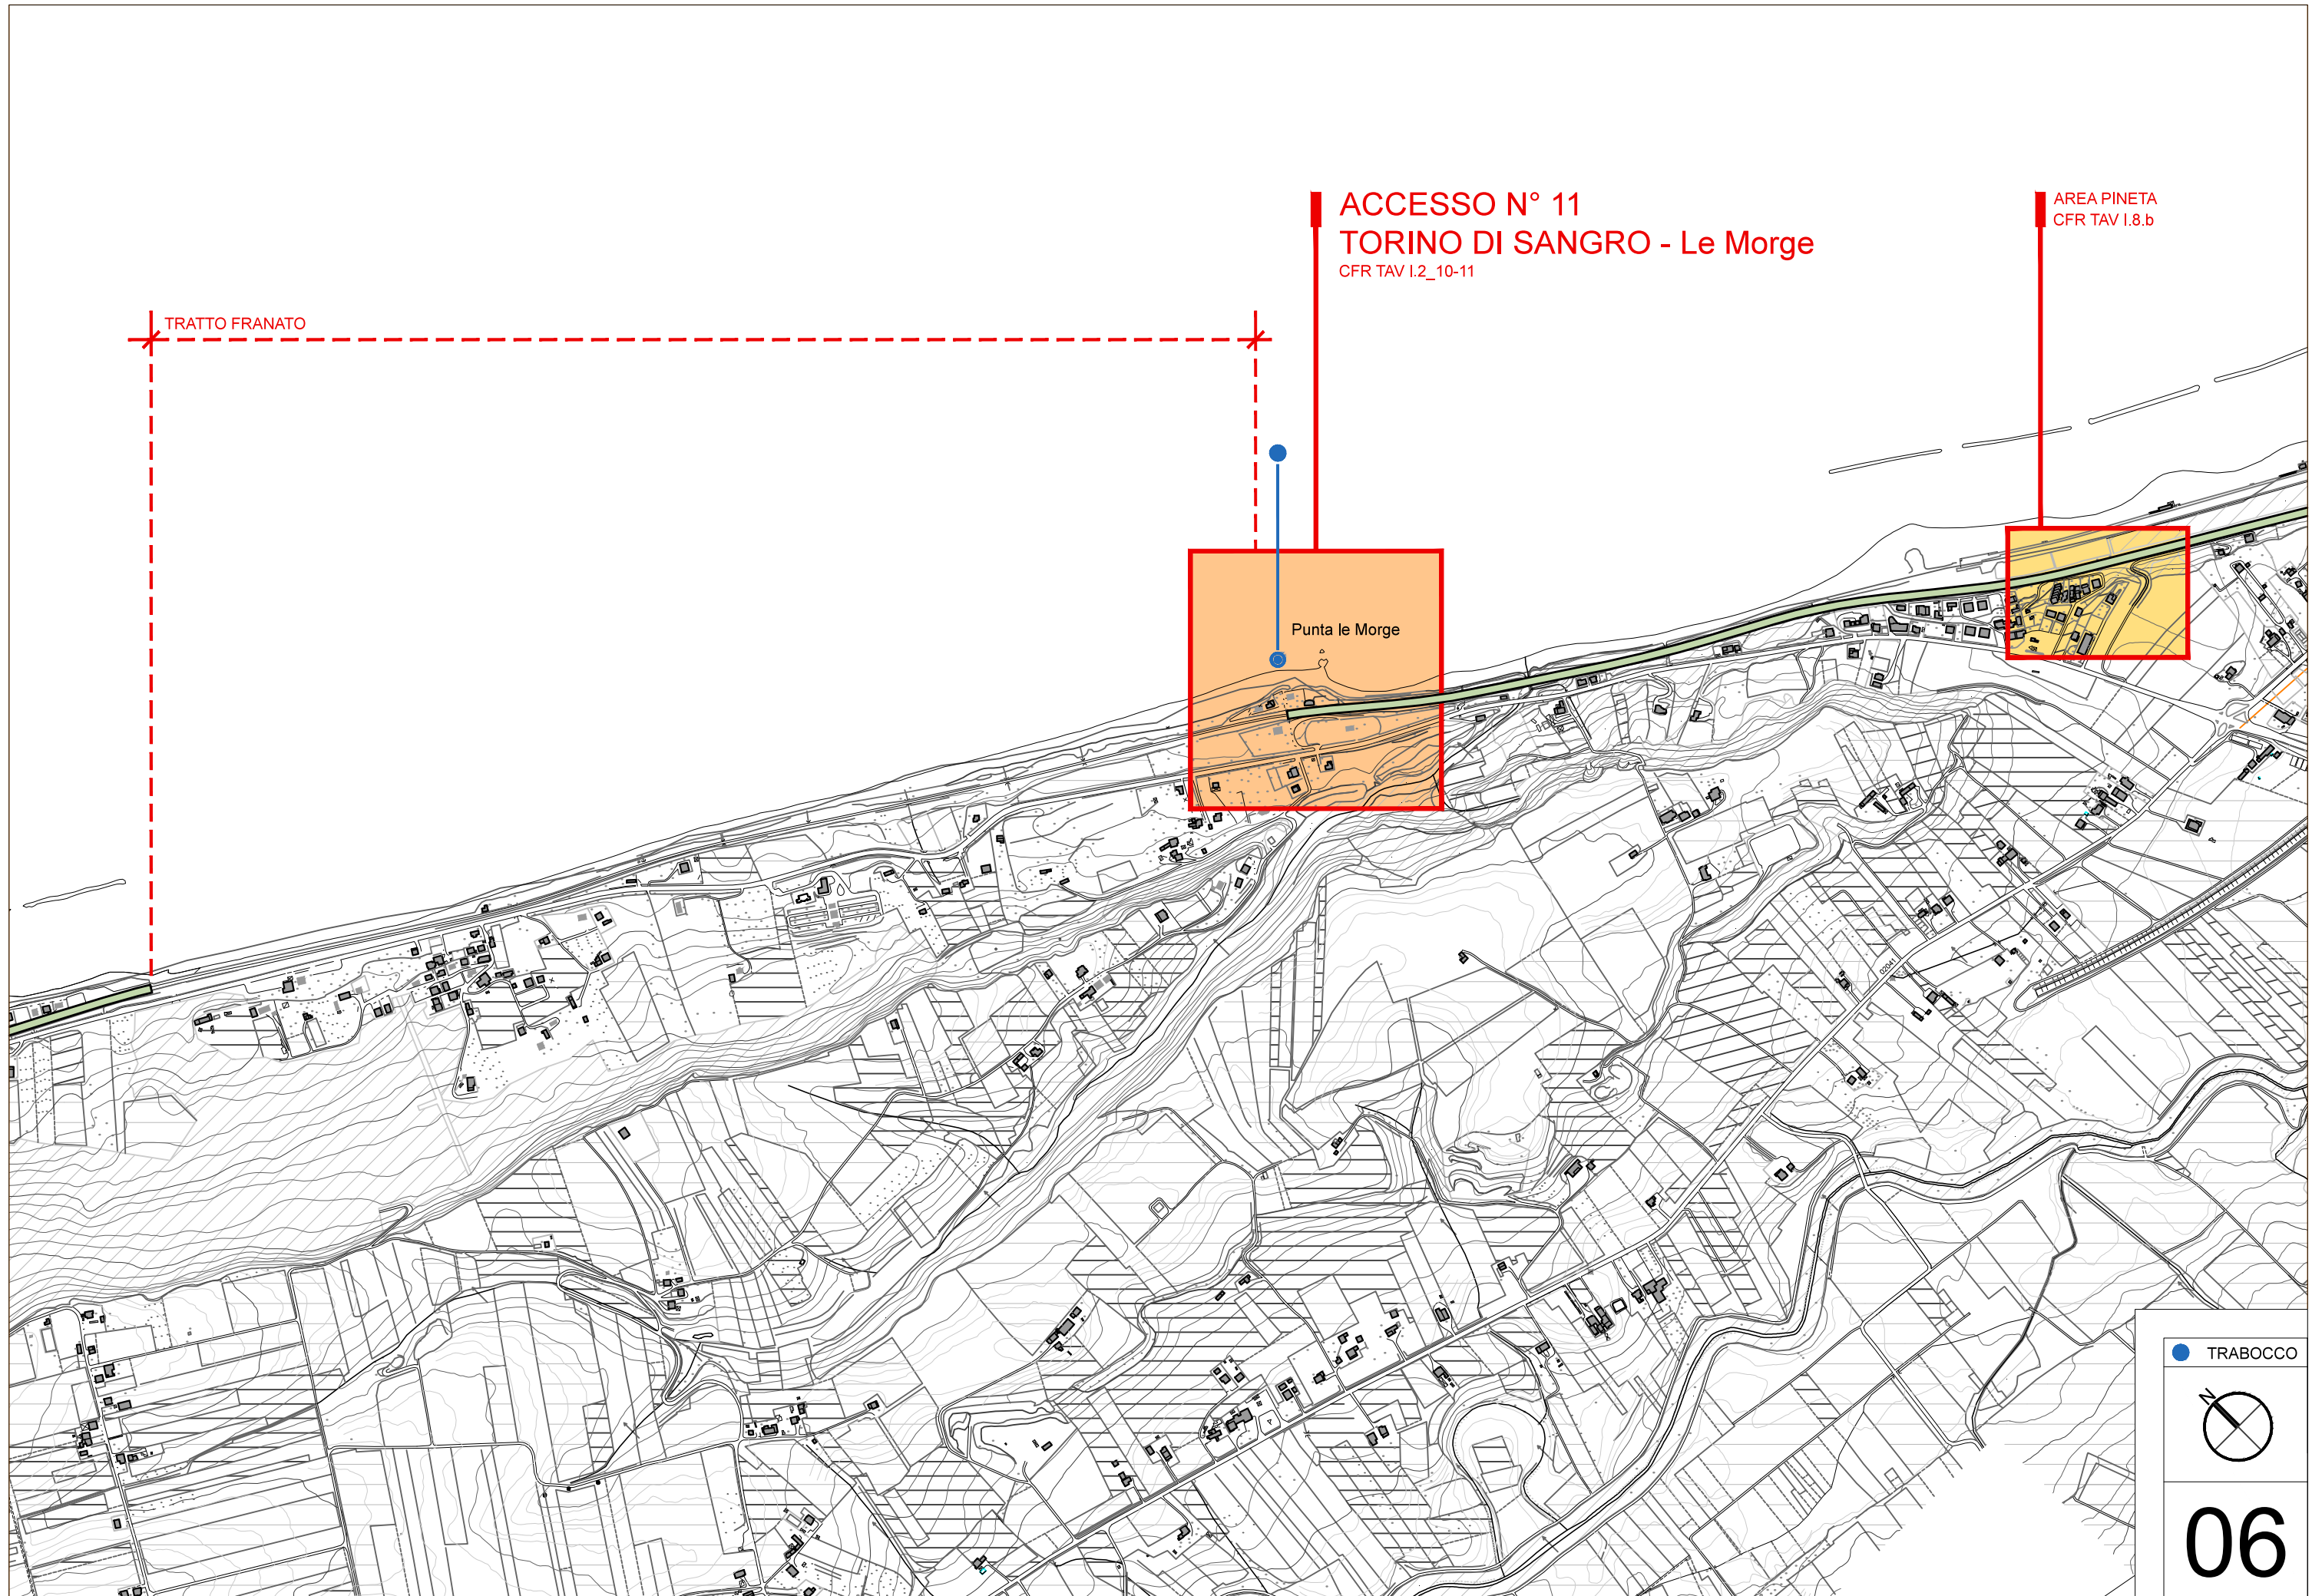 ACCESSO N° 11
TORINO DI SANGRO - Le Morge
CFR TAV I.2_10-11
AREA PINETA
CFR TAV I.8.b
TRATTO FRANATO
Punta le Morge
02041
TRABOCCO
N
06